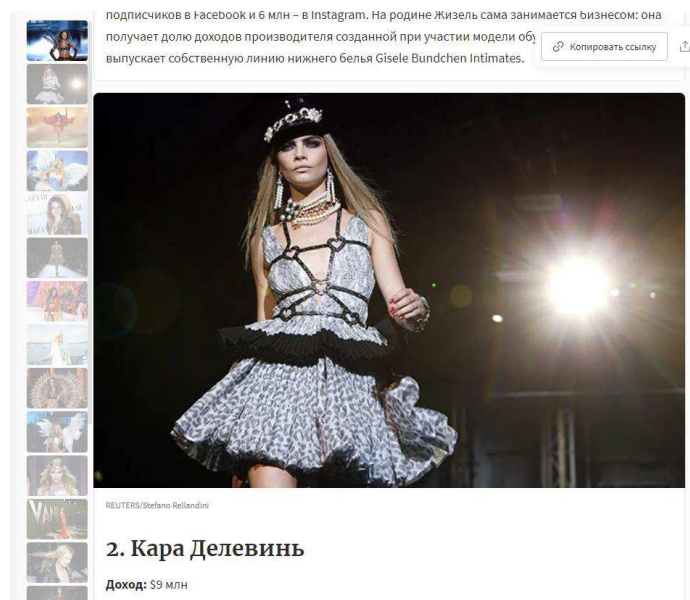 подписчиков в Facebook и 6 млн – в Instagram. На родине Жизель сама занимается бизнесом: она
получает долю доходов производителя созданной при участии модели обу
Копировать ссылку
выпускает собственную линию нижнего белья Gisele Bundchen Intimates.
REUTERS/Stefano Rellandini
2. Кара Делевинь
Доход: $9 млн